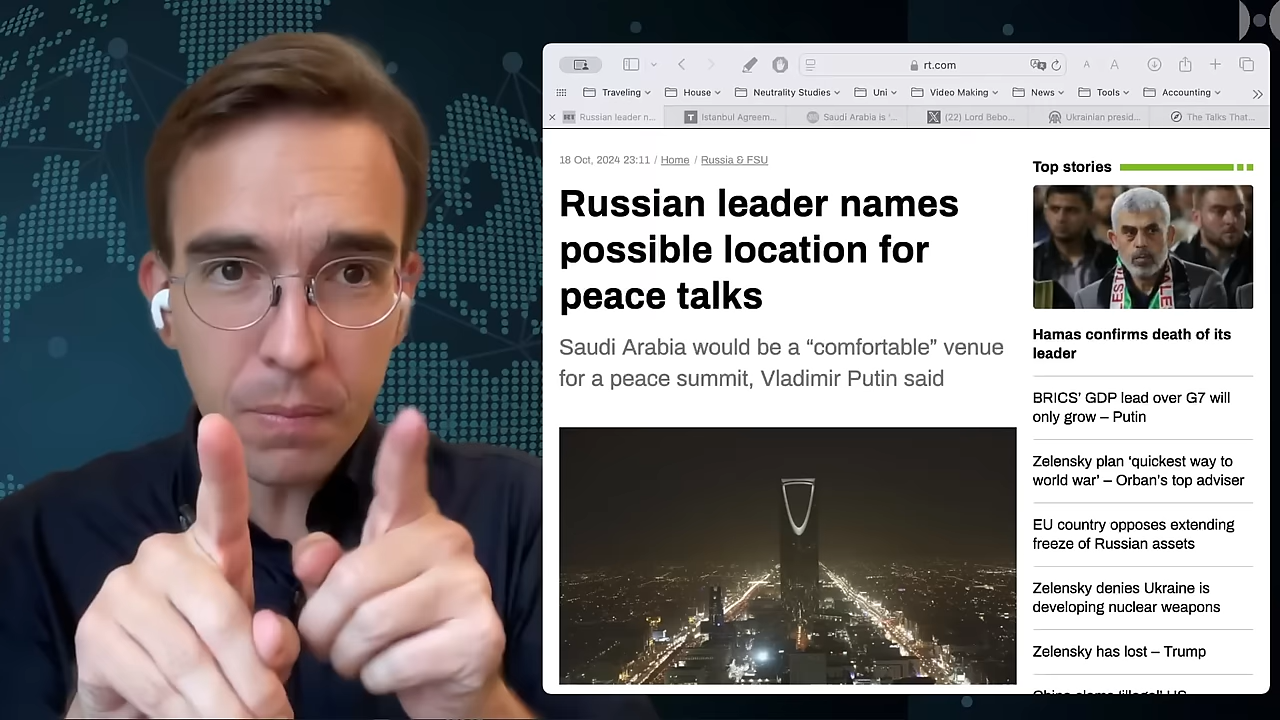 rt.com
A A
Traveling House Neutrality Studies Uni Video Making News Tools Accounting
Russian leader n... Istanbul Agreem... Saudi Arabia is '... (22) Lord Bebo... Ukrainian presid... The Talks That...
18 Oct, 2024 23:11 / Home / Russia & FSU
Russian leader names
possible location for
peace talks
Saudi Arabia would be a “comfortable” venue
for a peace summit, Vladimir Putin said
Top stories
Hamas confirms death of its
leader
BRICS’ GDP lead over G7 will
only grow – Putin
Zelensky plan ‘quickest way to
world war’ – Orban’s top adviser
EU country opposes extending
freeze of Russian assets
Zelensky denies Ukraine is
developing nuclear weapons
Zelensky has lost – Trump